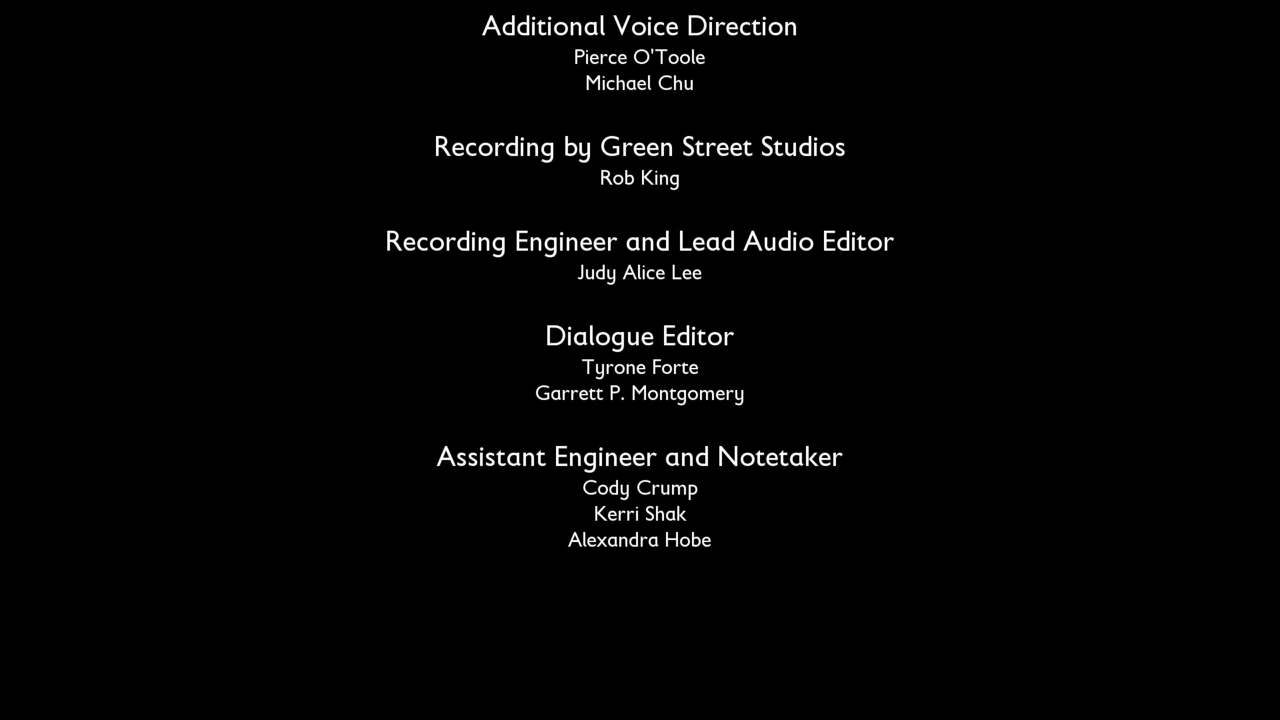 Additional Voice Direction
Pierce O'Toole
Michael Chu
Recording by Green Street Studios
Rob King
Recording Engineer and Lead Audio Editor
Judy Alice Lee
Dialogue Editor
Tyrone Forte
Garrett P. Montgomery
Assistant Engineer and Notetaker
Cody Crump
Kerri Shak
Alexandra Hobe